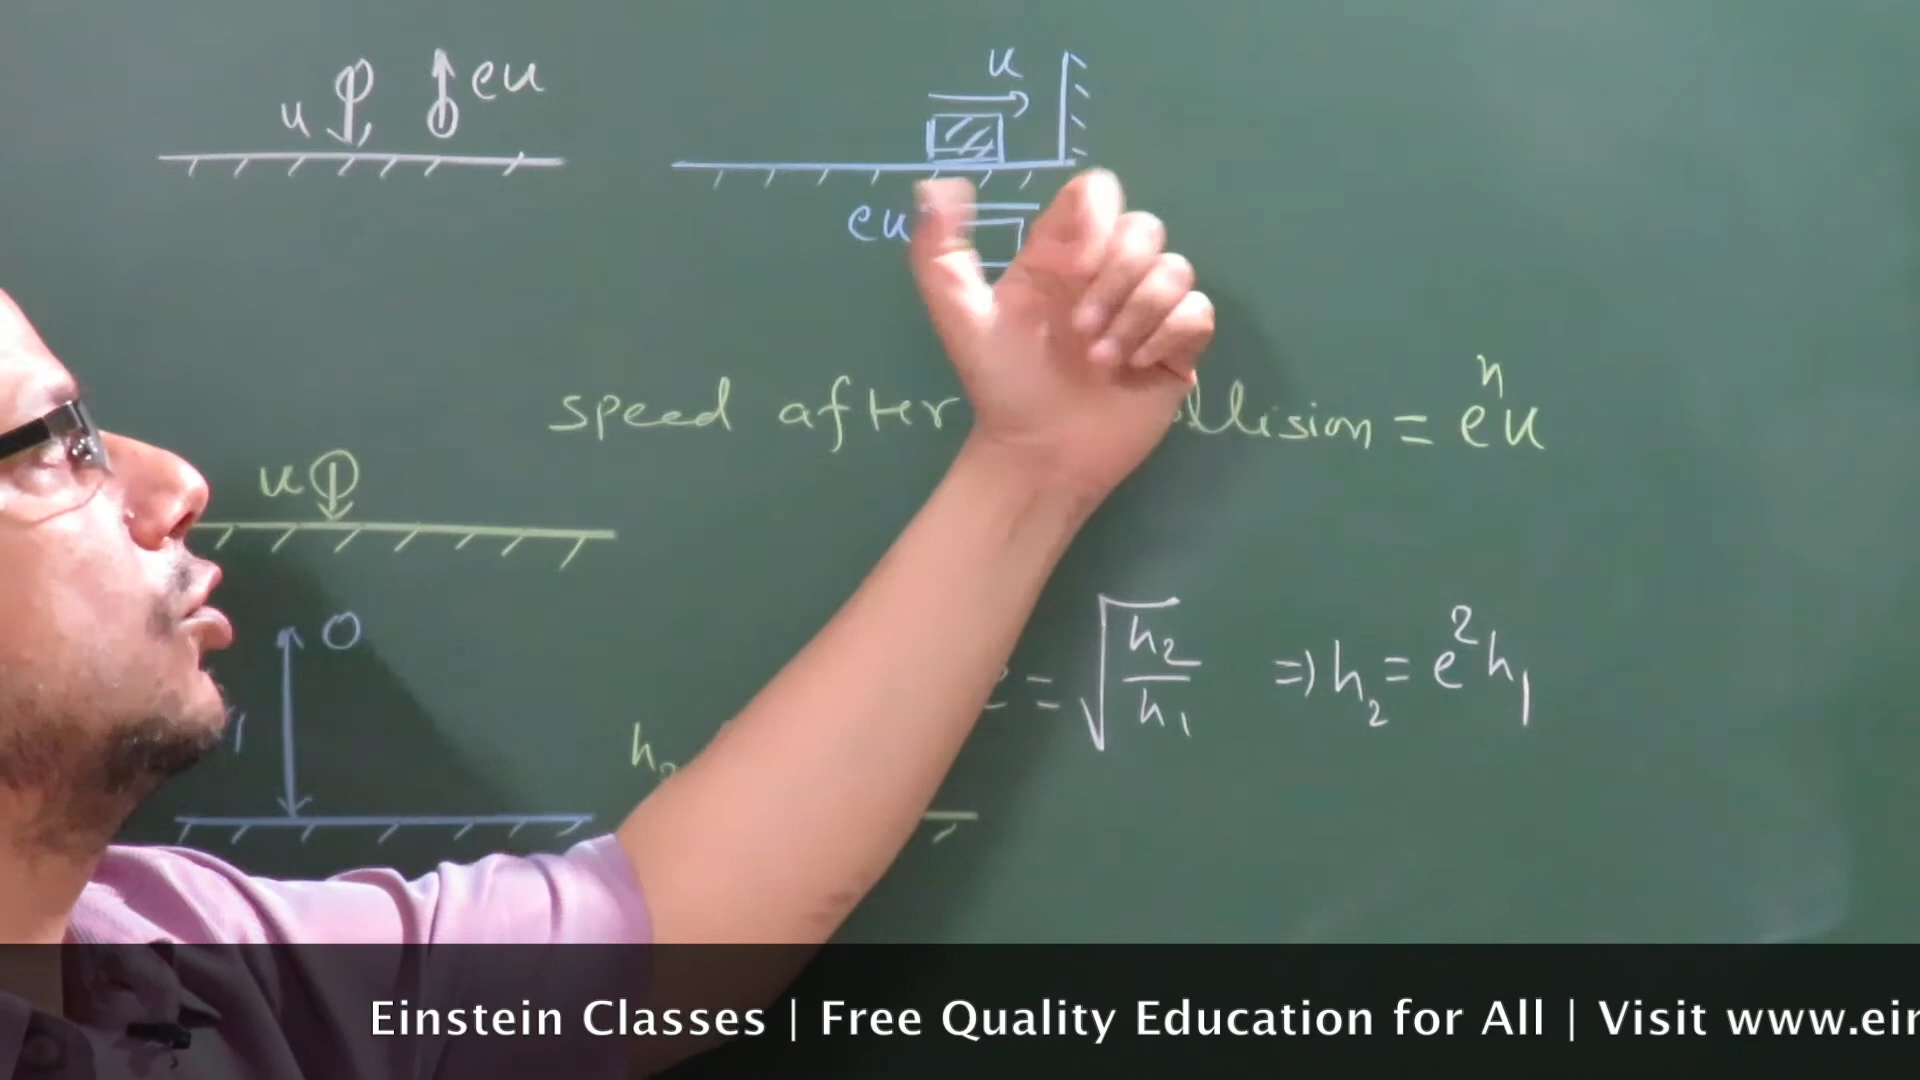 u eu
u
eu
speed after llision = eⁿu
u
O
h₂
e = √(h₂/h₁) ⇒ h₂ = e²h₁
Einstein Classes | Free Quality Education for All | Visit www.ein